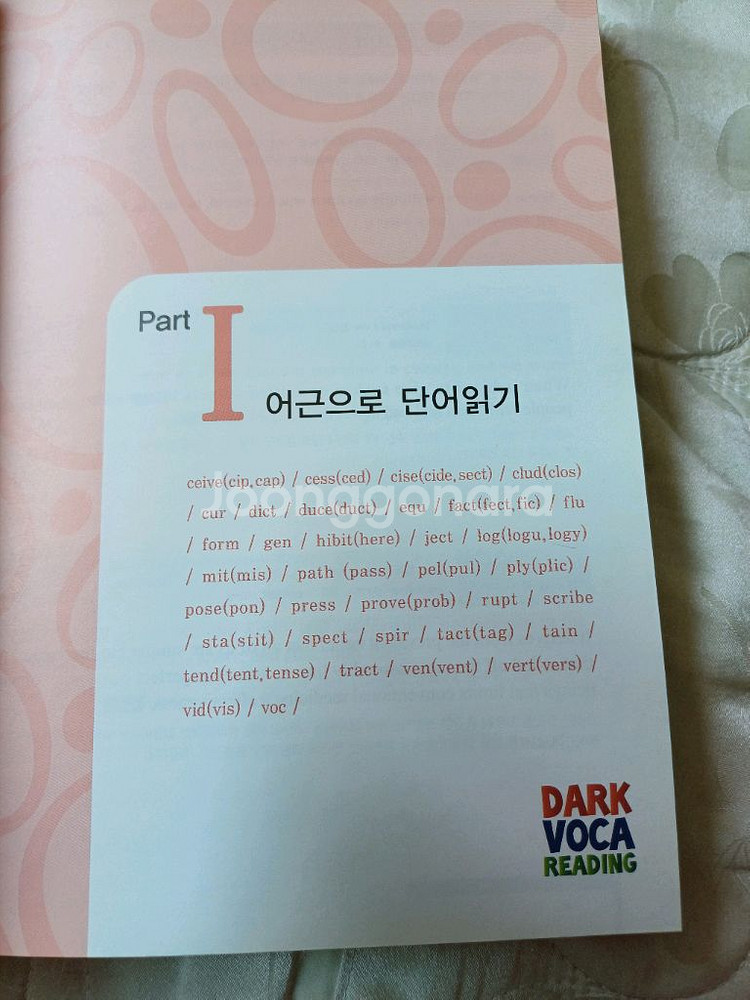 Part I 어근으로 단어읽기
ceive(cip,cap) / cess(ced) / cise(cide,sect) / clud(clos)
joonggonara
/ cur / dict / duce(duct) / equ / fact(fect,fic) / flu
/ form / gen / hibit(here) / ject / log(logu,logy)
/ mit(mis) / path (pass) / pel(pul) / ply(plic) /
pose(pon) / press / prove(prob) / rupt / scribe
/ sta(stit) / spect / spir / tact(tag) / tain /
tend(tent,tense) / tract / ven(vent) / vert(vers) /
vid(vis) / voc /
DARK
VOCA
READING